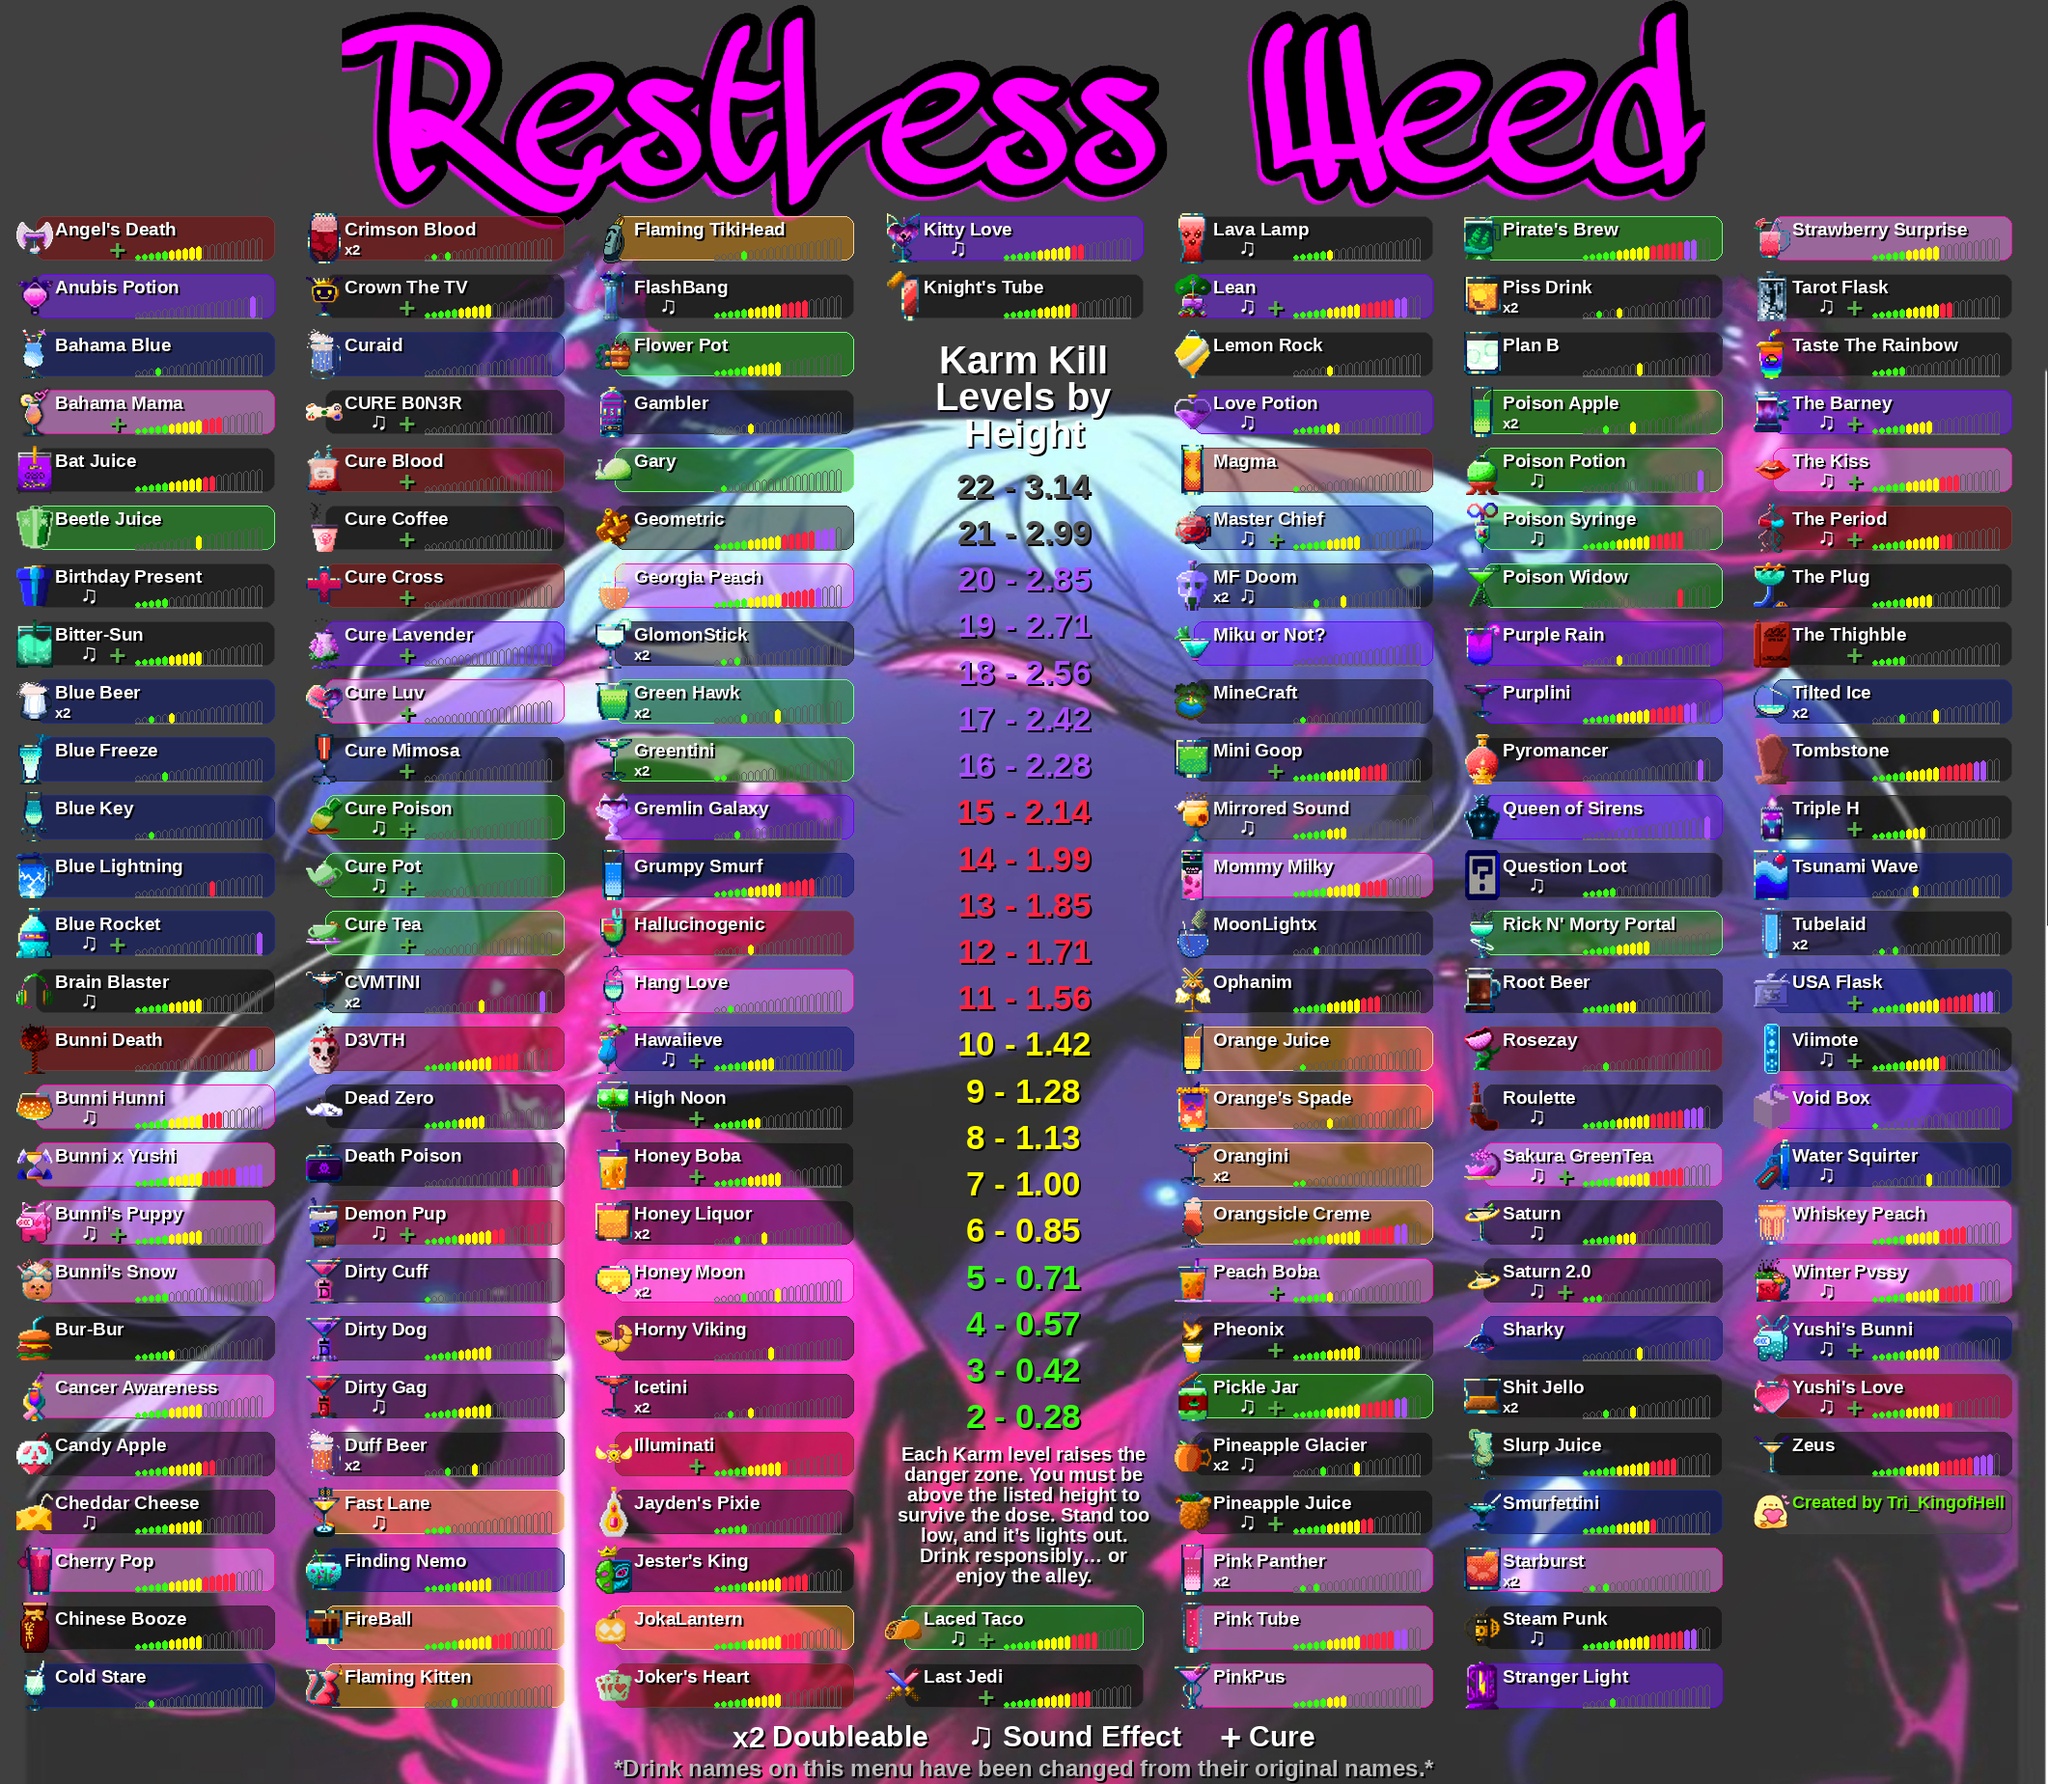 Restless Weed
Angel's Death
+
Anubis Potion
Bahama Blue
Bahama Mama
+
Bat Juice
Beetle Juice
Birthday Present
♫
Bitter-Sun
♫ +
Blue Beer
x2
Blue Freeze
Blue Key
Blue Lightning
Blue Rocket
♫ +
Brain Blaster
♫
Bunni Death
Bunni Hunni
♫
Bunni x Yushi
Bunni's Puppy
♫ +
Bunni's Snow
Bur-Bur
Cancer Awareness
Candy Apple
Cheddar Cheese
♫
Cherry Pop
Chinese Booze
Cold Stare
Crimson Blood
x2
Crown The TV
+
Curaid
CURE B0N3R
♫ +
Cure Blood
+
Cure Coffee
+
Cure Cross
+
Cure Lavender
+
Cure Luv
+
Cure Mimosa
+
Cure Poison
♫ +
Cure Pot
♫ +
Cure Tea
+
CVMTINI
x2
D3VTH
Dead Zero
Death Poison
Demon Pup
♫ +
Dirty Cuff
Dirty Dog
Dirty Gag
♫
Duff Beer
x2
Fast Lane
♫
Finding Nemo
FireBall
Flaming Kitten
Flaming TikiHead
FlashBang
♫
Flower Pot
Gambler
Gary
Geometric
Georgia Peach
GlomonStick
x2
Green Hawk
x2
Greentini
x2
Gremlin Galaxy
Grumpy Smurf
Hallucinogenic
Hang Love
Hawaiieve
♫ +
High Noon
+
Honey Boba
+
Honey Liquor
x2
Honey Moon
x2
Horny Viking
Icetini
x2
Illuminati
+
Jayden's Pixie
Jester's King
JokaLantern
Joker's Heart
Kitty Love
♫
Knight's Tube
Karm Kill
Levels by
Height
22 - 3.14
21 - 2.99
20 - 2.85
19 - 2.71
18 - 2.56
17 - 2.42
16 - 2.28
15 - 2.14
14 - 1.99
13 - 1.85
12 - 1.71
11 - 1.56
10 - 1.42
9 - 1.28
8 - 1.13
7 - 1.00
6 - 0.85
5 - 0.71
4 - 0.57
3 - 0.42
2 - 0.28
Each Karm level raises the
danger zone. You must be
above the listed height to
survive the dose. Stand too
low, and it's lights out.
Drink responsibly... or
enjoy the alley.
Laced Taco
♫ +
Last Jedi
+
Lava Lamp
♫
Lean
♫ +
Lemon Rock
Love Potion
♫
Magma
Master Chief
♫ +
MF Doom
x2 ♫
Miku or Not?
MineCraft
Mini Goop
+
Mirrored Sound
♫
Mommy Milky
MoonLightx
Ophanim
Orange Juice
Orange's Spade
Orangini
x2
Orangsicle Creme
Peach Boba
+
Pheonix
+
Pickle Jar
♫ +
Pineapple Glacier
x2 ♫
Pineapple Juice
♫ +
Pink Panther
x2
Pink Tube
PinkPus
Pirate's Brew
Piss Drink
x2
Plan B
Poison Apple
x2
Poison Potion
♫
Poison Syringe
♫
Poison Widow
Purple Rain
Purplini
Pyromancer
Queen of Sirens
Question Loot
♫
Rick N' Morty Portal
Root Beer
Rosezay
Roulette
♫
Sakura GreenTea
♫ +
Saturn
♫
Saturn 2.0
♫ +
Sharky
Shit Jello
x2
Slurp Juice
Smurfettini
Starburst
x2
Steam Punk
♫
Stranger Light
Strawberry Surprise
Tarot Flask
♫ +
Taste The Rainbow
The Barney
♫ +
The Kiss
♫ +
The Period
♫ +
The Plug
The Thighble
+
Tilted Ice
x2
Tombstone
Triple H
+
Tsunami Wave
Tubelaid
x2
USA Flask
+
Viimote
♫ +
Void Box
Water Squirter
♫
Whiskey Peach
Winter Pvssy
♫
Yushi's Bunni
♫ +
Yushi's Love
♫ +
Zeus
Created by Tri_KingofHell
x2 Doubleable ♫ Sound Effect + Cure
*Drink names on this menu have been changed from their original names.*